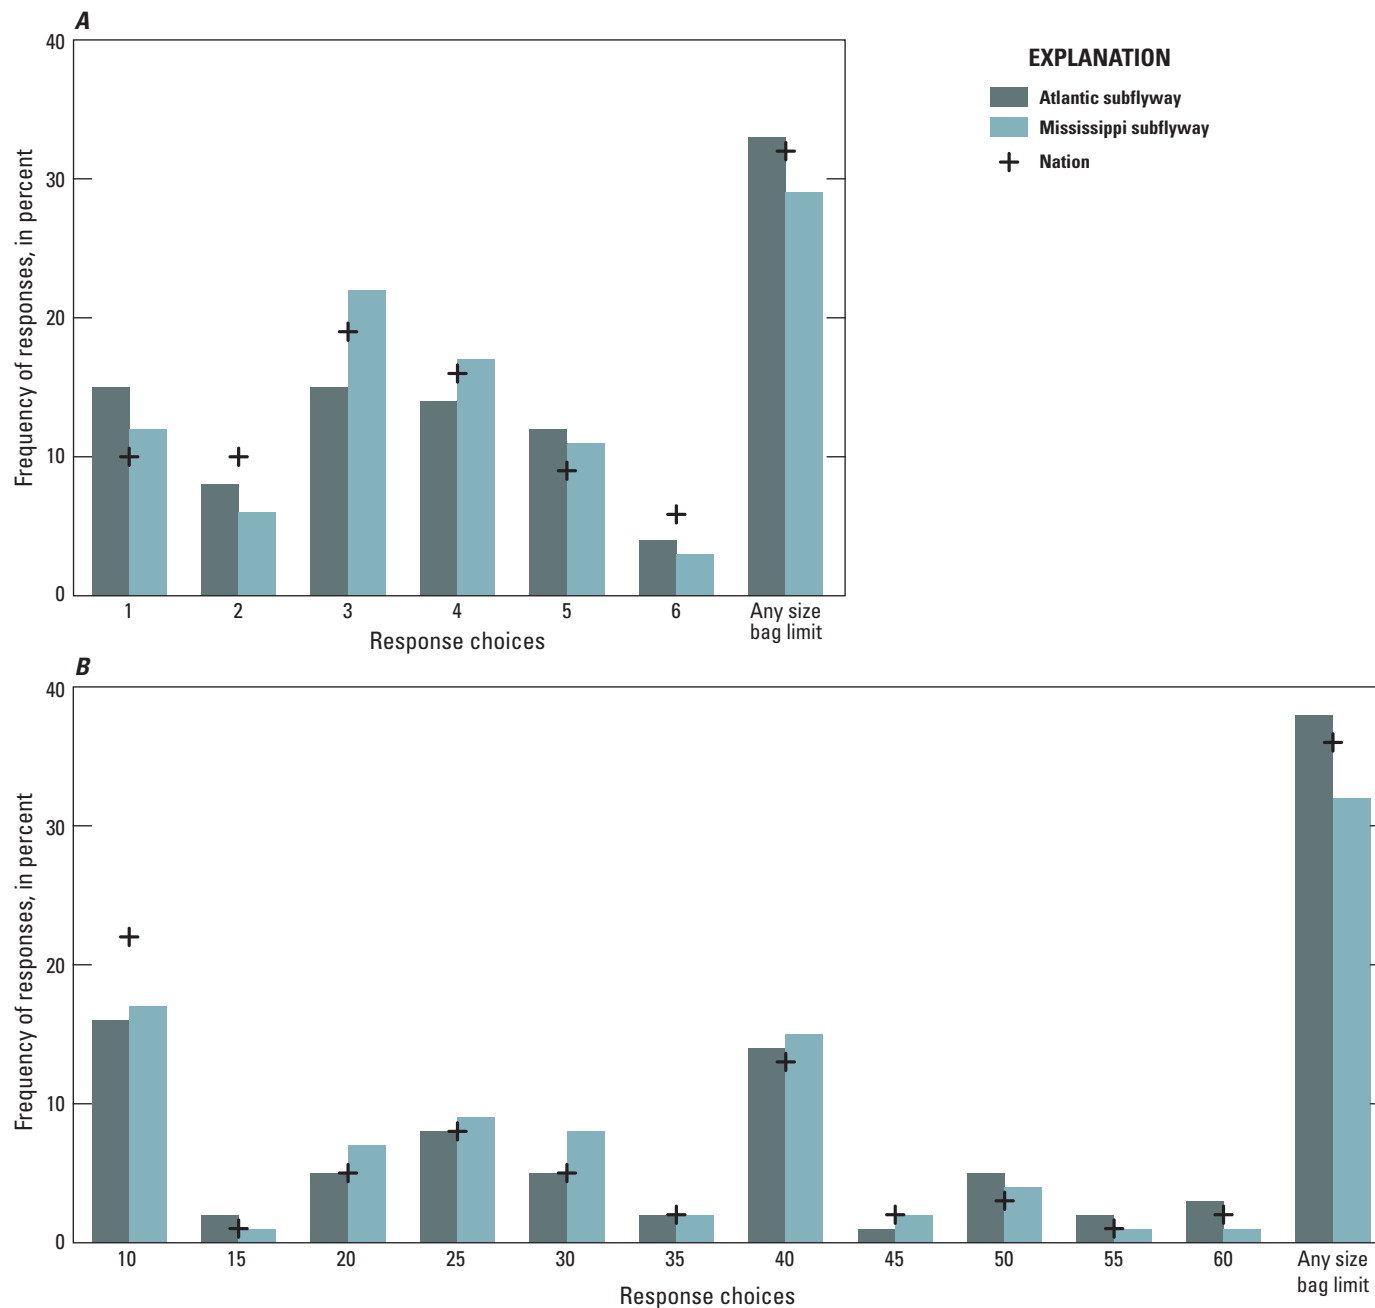 A
40
30
20
10
0
Frequency of responses, in percent
1 2 3 4 5 6 Any size
bag limit
Response choices
EXPLANATION
Atlantic subflyway
Mississippi subflyway
Nation
B
40
30
20
10
0
Frequency of responses, in percent
10 15 20 25 30 35 40 45 50 55 60 Any size
bag limit
Response choices